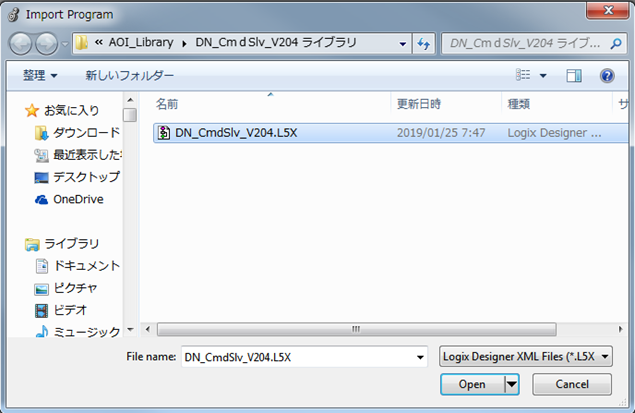 Import Program
« AOI_Library ▸ DN_CmdSlv_V204 ライブラリ
DN_CmdSlv_V204 ライブ...
整理 新しいフォルダー
名前 更新日時 種類 サ
お気に入り
DN_CmdSlv_V204.L5X 2019/01/25 7:47 Logix Designer ...
ダウンロード
最近表示した
デスクトップ
OneDrive
ライブラリ
ドキュメント
ピクチャ
ビデオ
ミュージック
File name: DN_CmdSlv_V204.L5X Logix Designer XML Files (*.L5X
Open Cancel